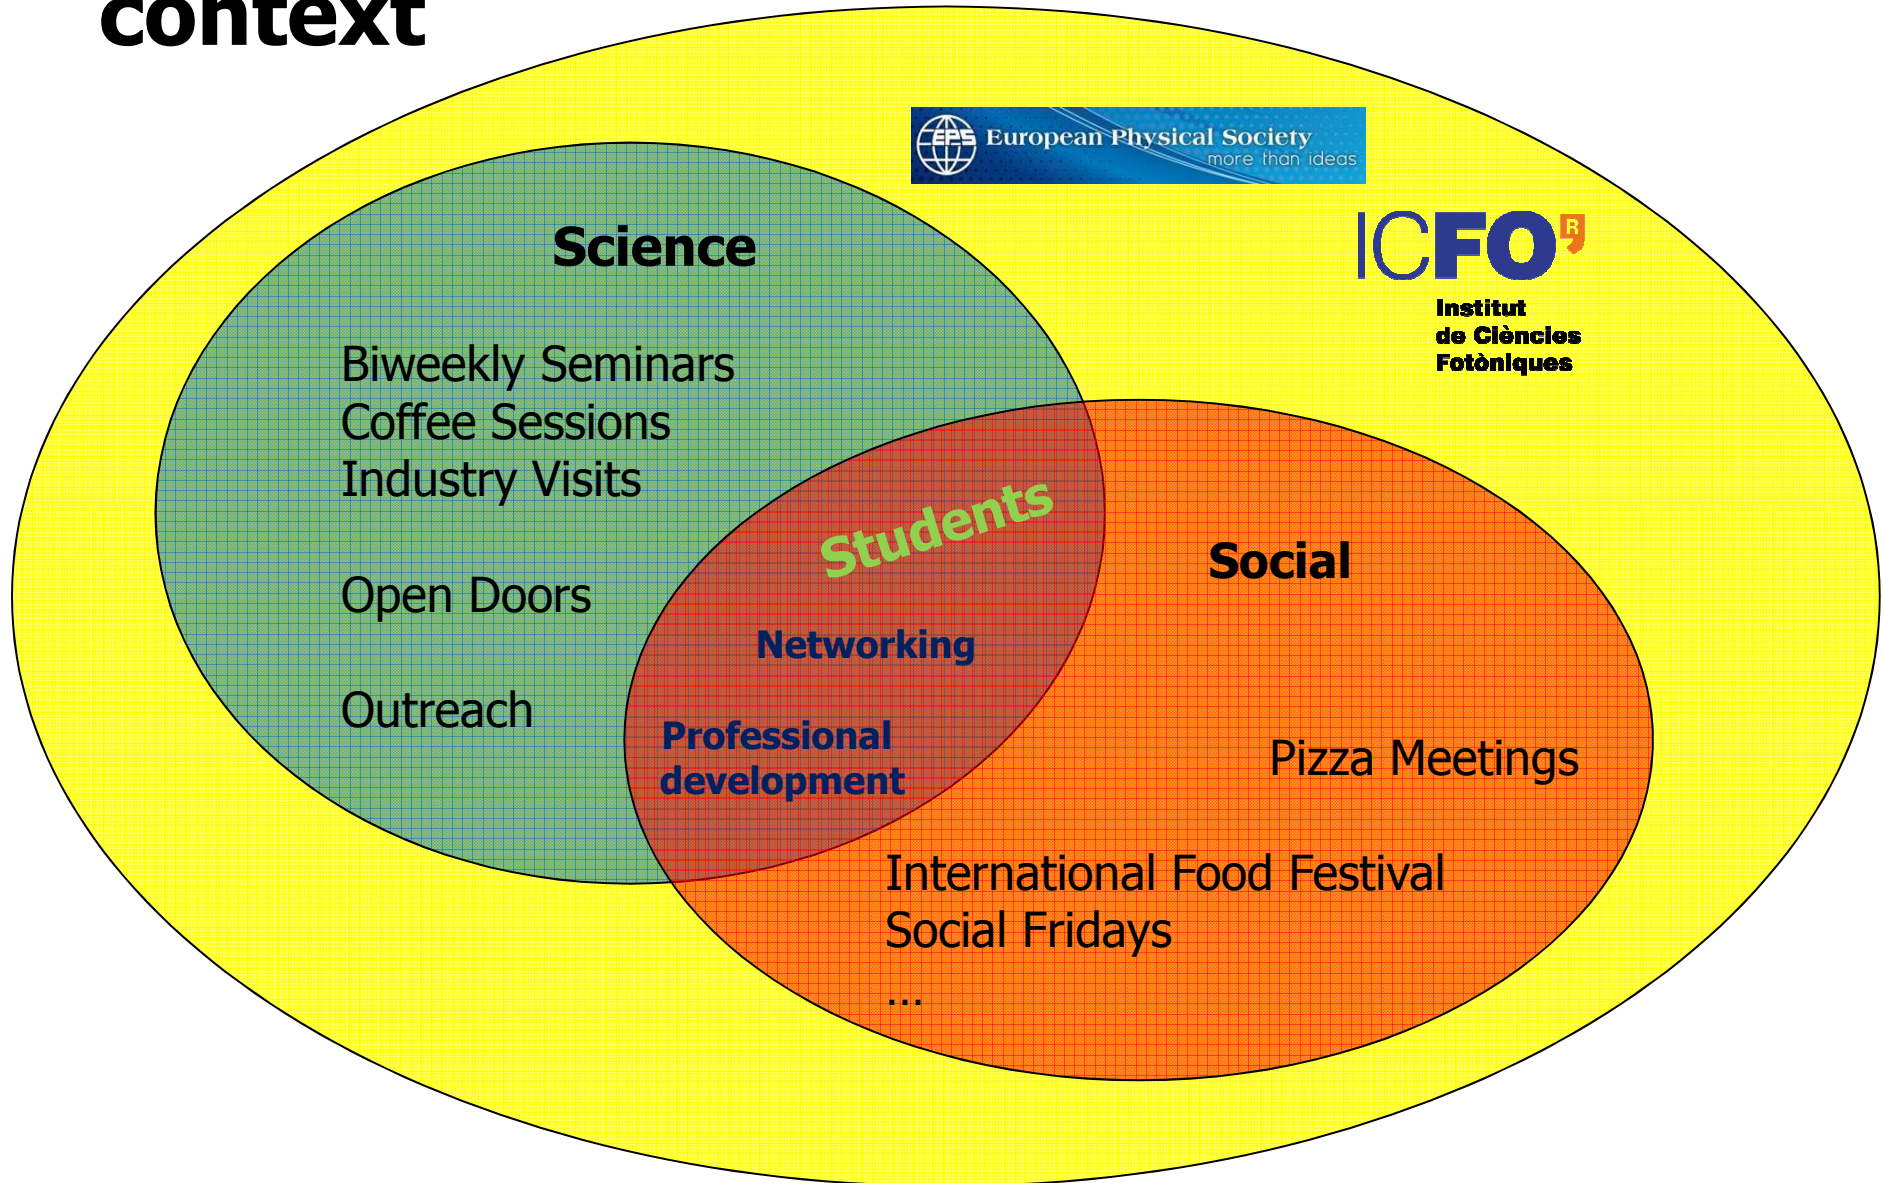 context
EPS European Physical Society
more than ideas
ICFO R
Institut
de Ciències
Fotòniques
Science
Biweekly Seminars
Coffee Sessions
Industry Visits
Open Doors
Outreach
Students
Networking
Professional
development
Social
Pizza Meetings
International Food Festival
Social Fridays
…